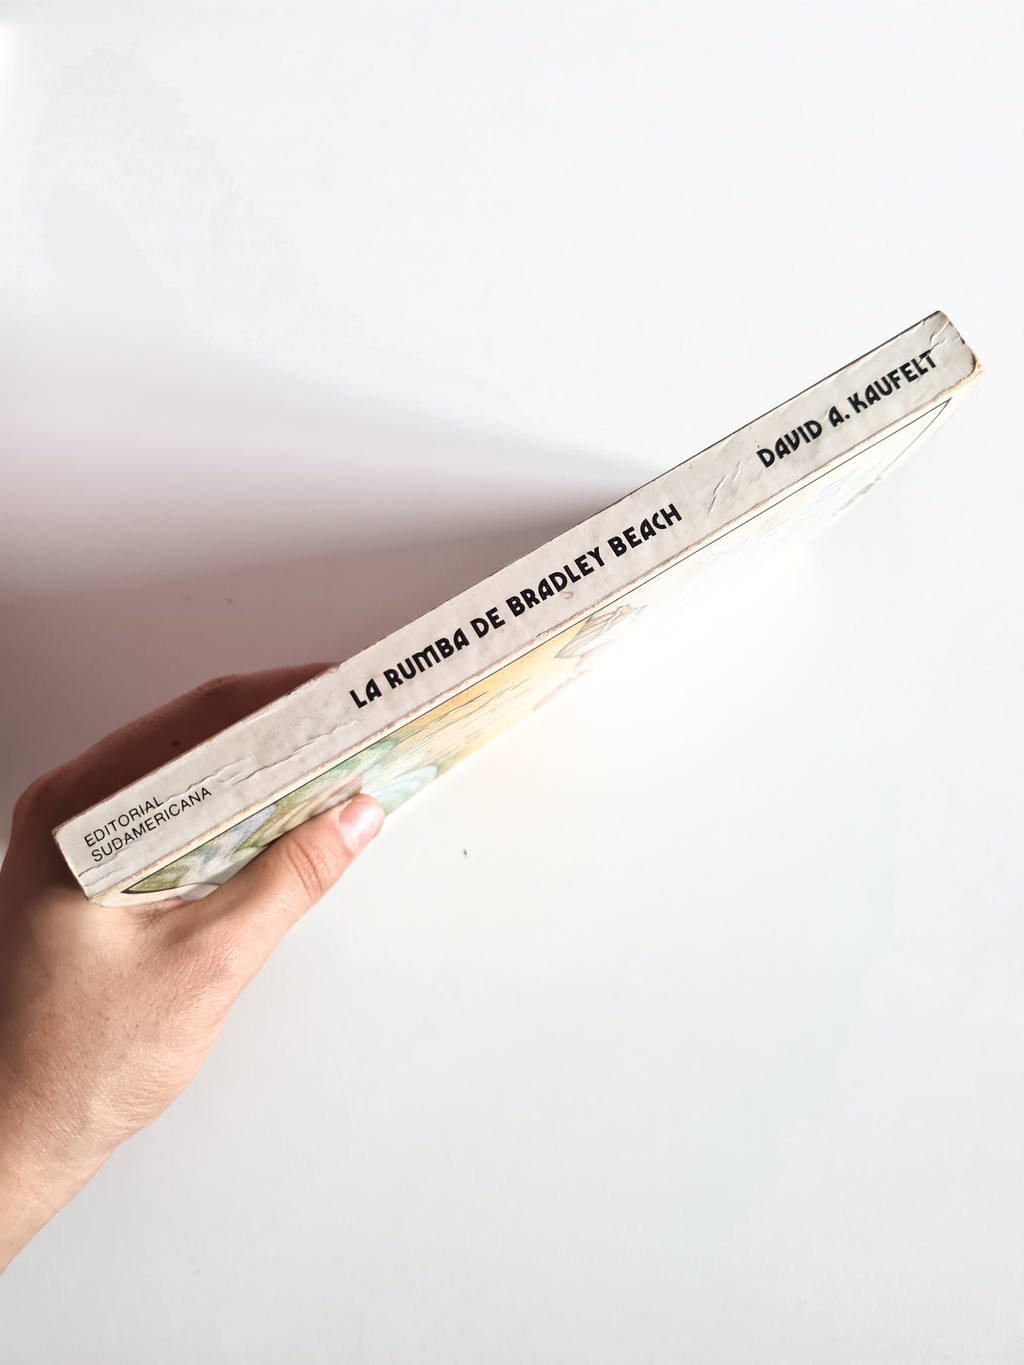 EDITORIAL
SUDAMERICANA
LA RUMBA DE BRADLEY BEACH
DAVID A. KAUFELT